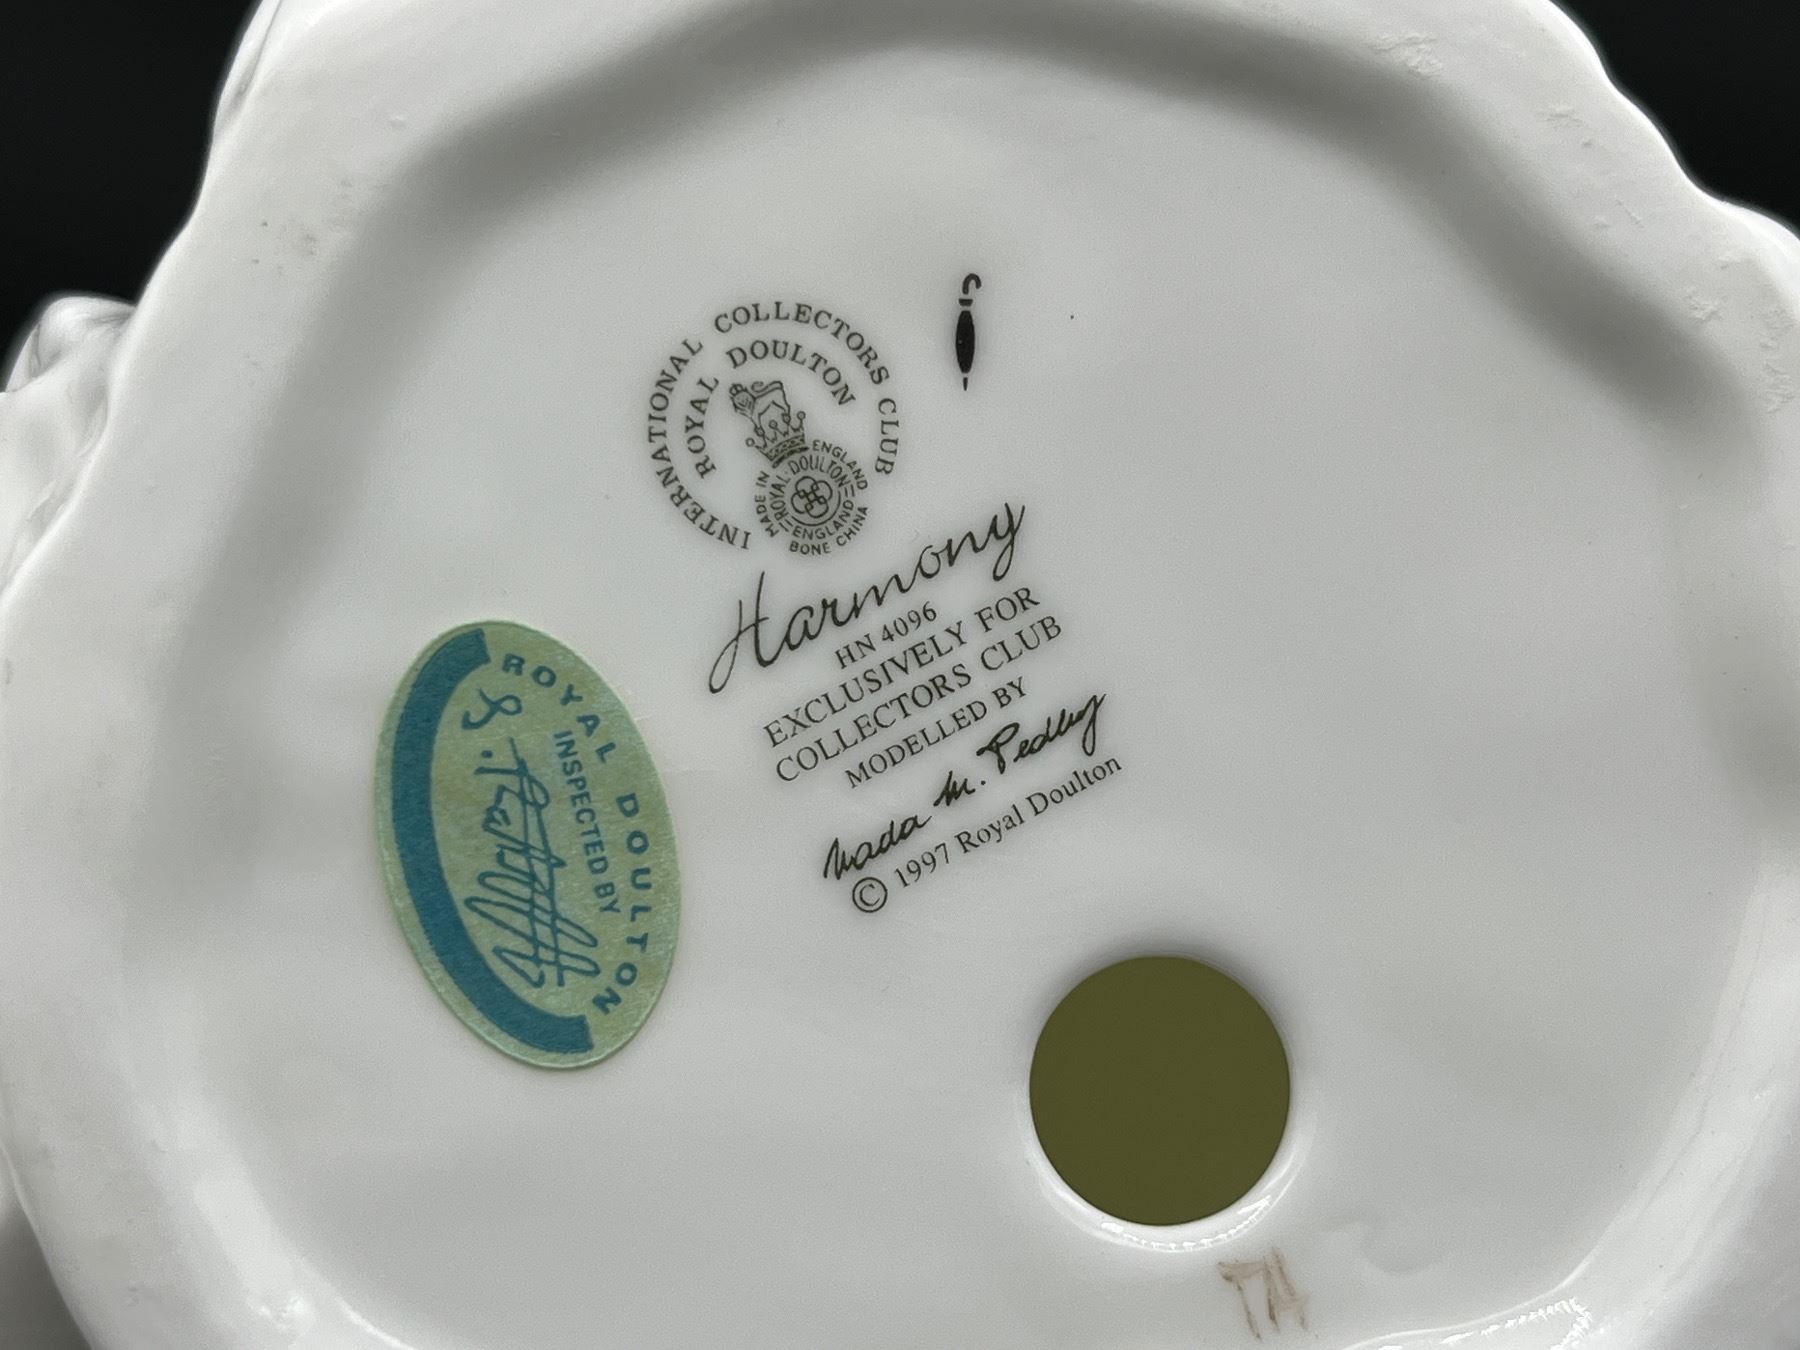 INTERNATIONAL COLLECTORS CLUB
ROYAL DOULTON
MADE IN ENGLAND
ROYAL DOULTON
ENGLAND
BONE CHINA
Harmony
HN 4096
EXCLUSIVELY FOR
COLLECTORS CLUB
MODELLED BY
Nada M. Pedley
© 1997 Royal Doulton
ROYAL DOULTON
INSPECTED BY